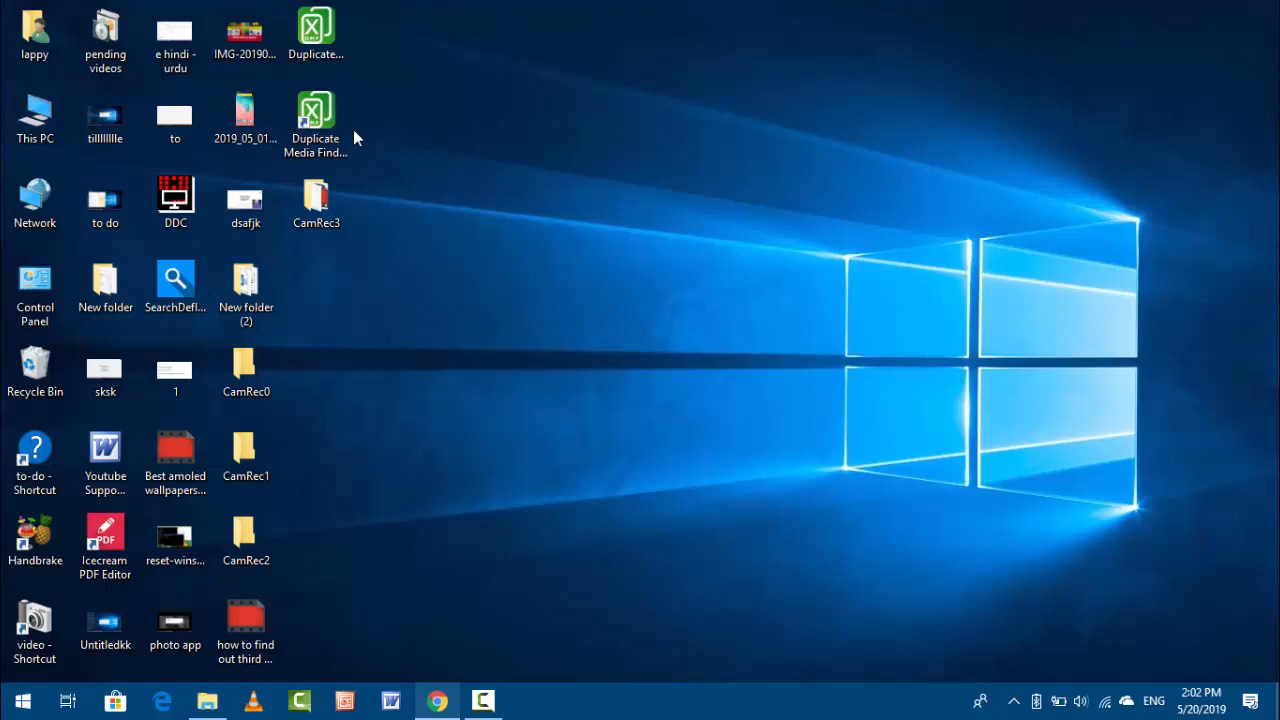 lappy
pending
videos
e hindi -
urdu
IMG-20190...
Duplicate...
This PC
tillllllllle
to
2019_05_01...
Duplicate
Media Find...
Network
to do
DDC
dsafjk
CamRec3
Control
Panel
New folder
SearchDefl...
New folder
(2)
Recycle Bin
sksk
1
CamRec0
to-do -
Shortcut
Youtube
Suppo...
Best amoled
wallpapers...
CamRec1
Handbrake
PDF
Icecream
PDF Editor
reset-wins...
CamRec2
video -
Shortcut
Untitledkk
photo app
how to find
out third ...
ENG
2:02 PM
5/20/2019